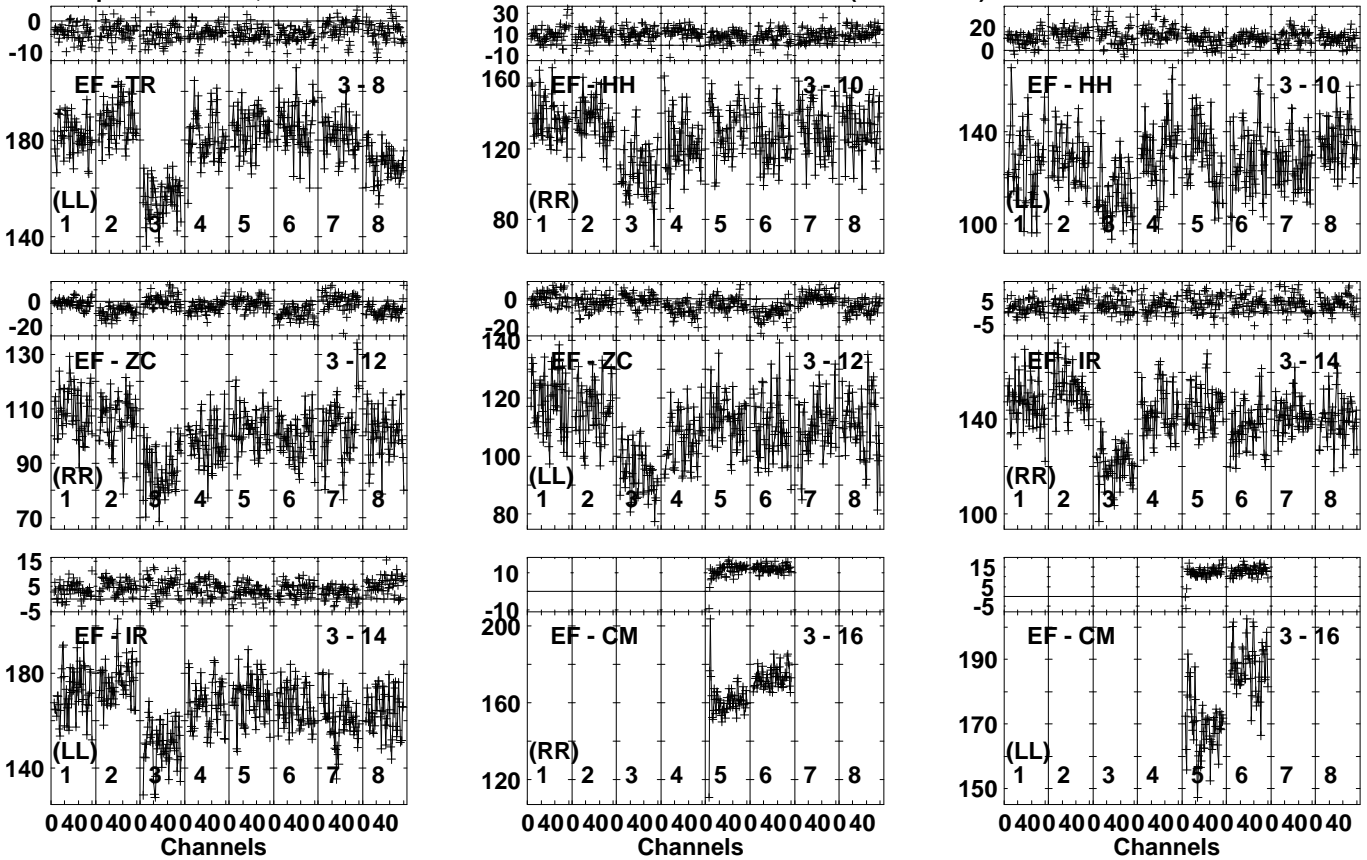 0
-10
EF - TR 3 - 8
180
(LL)
1 2 3 4 5 6 7 8
140
30
10
-10
160
EF - HH 3 - 10
120
(RR)
80
1 2 3 4 5 6 7 8
20
0
EF - HH 3 - 10
140
(LL)
100
1 2 3 4 5 6 7 8
0
-20
130
EF - ZC 3 - 12
110
90
(RR)
1 2 3 4 5 6 7 8
70
0
-20
140
EF - ZC 3 - 12
120
100
(LL)
1 2 3 4 5 6 7 8
80
5
-5
EF - IR 3 - 14
140
(RR)
1 2 3 4 5 6 7 8
100
15
5
-5
EF - IR 3 - 14
180
(LL)
140
1 2 3 4 5 6 7 8
0 40 0 40 0 40 0 40 0 40 0 40 0 40 0 40
Channels
10
-10
200
EF - CM 3 - 16
160
(RR)
120
1 2 3 4 5 6 7 8
0 40 0 40 0 40 0 40 0 40 0 40 0 40 0 40
Channels
15
5
-5
EF - CM 3 - 16
190
170
(LL)
150
1 2 3 4 5 6 7 8
0 40 0 40 0 40 0 40 0 40 0 40 0 40 0 40
Channels